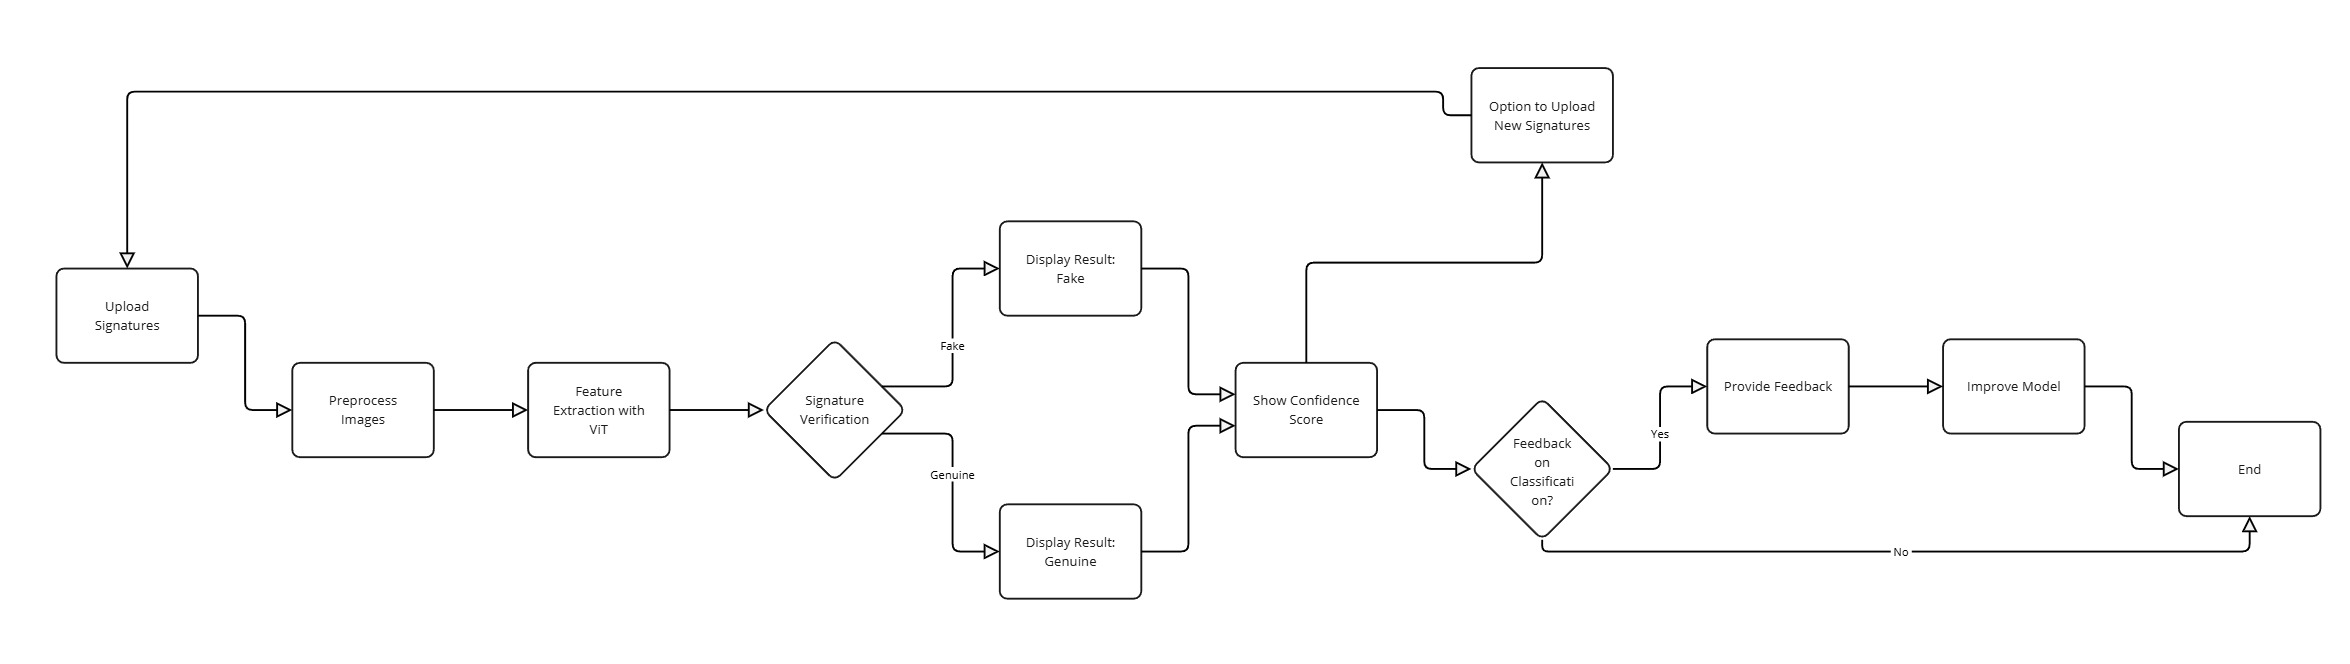 Option to Upload
New Signatures
Upload
Signatures
Preprocess
Images
Feature
Extraction with
ViT
Signature
Verification
Fake
Genuine
Display Result:
Fake
Display Result:
Genuine
Show Confidence
Score
Feedback
on
Classificati
on?
Yes
No
Provide Feedback
Improve Model
End